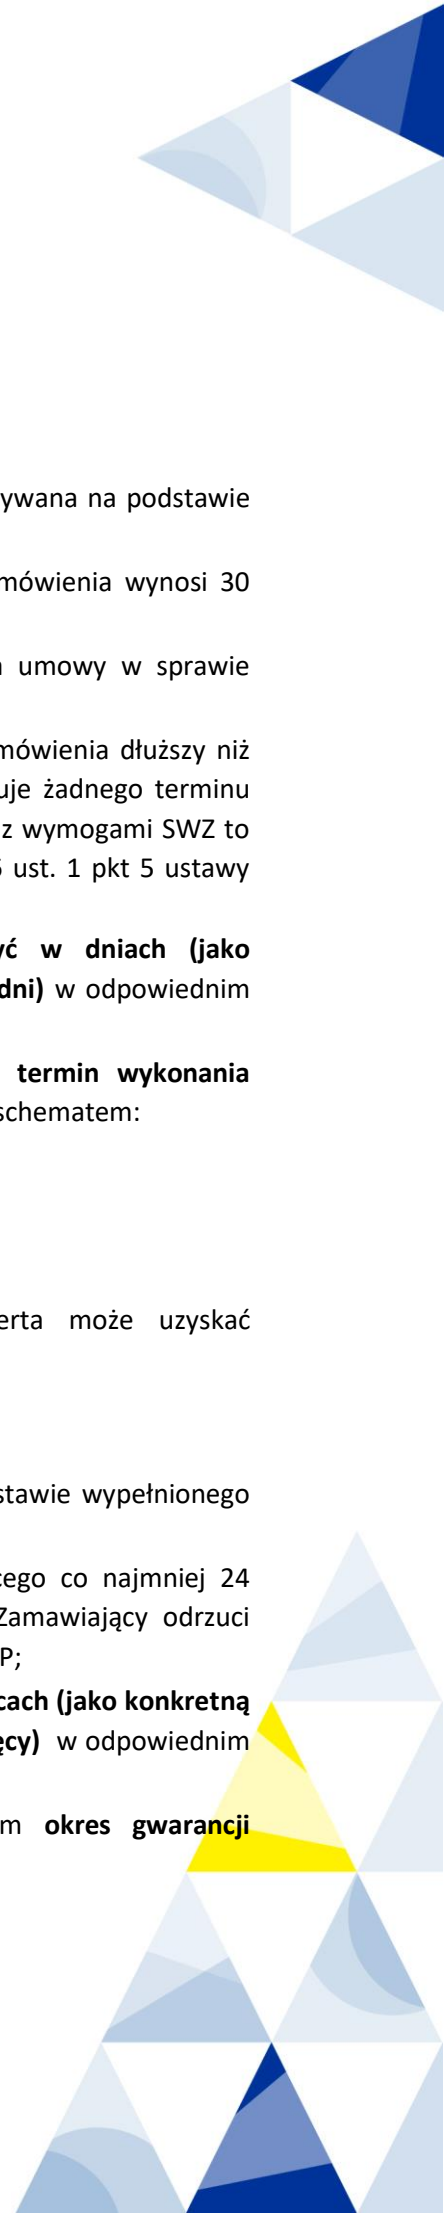 ywana na podstawie
mówienia wynosi 30
umowy w sprawie
mówienia dłuższy niż
uje żadnego terminu
z wymogami SWZ to
ust. 1 pkt 5 ustawy
yć w dniach (jako
dni) w odpowiednim
termin wykonania
schematem:
erta może uzyskać
stawie wypełnionego
cego co najmniej 24
Zamawiający odrzuci
P;
cach (jako konkretną
ęcy) w odpowiednim
m okres gwarancji